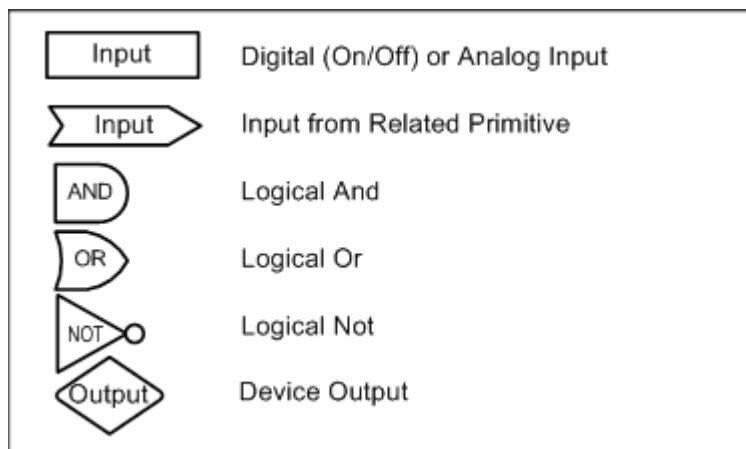 Input Digital (On/Off) or Analog Input
Input Input from Related Primitive
AND Logical And
OR Logical Or
NOT Logical Not
Output Device Output